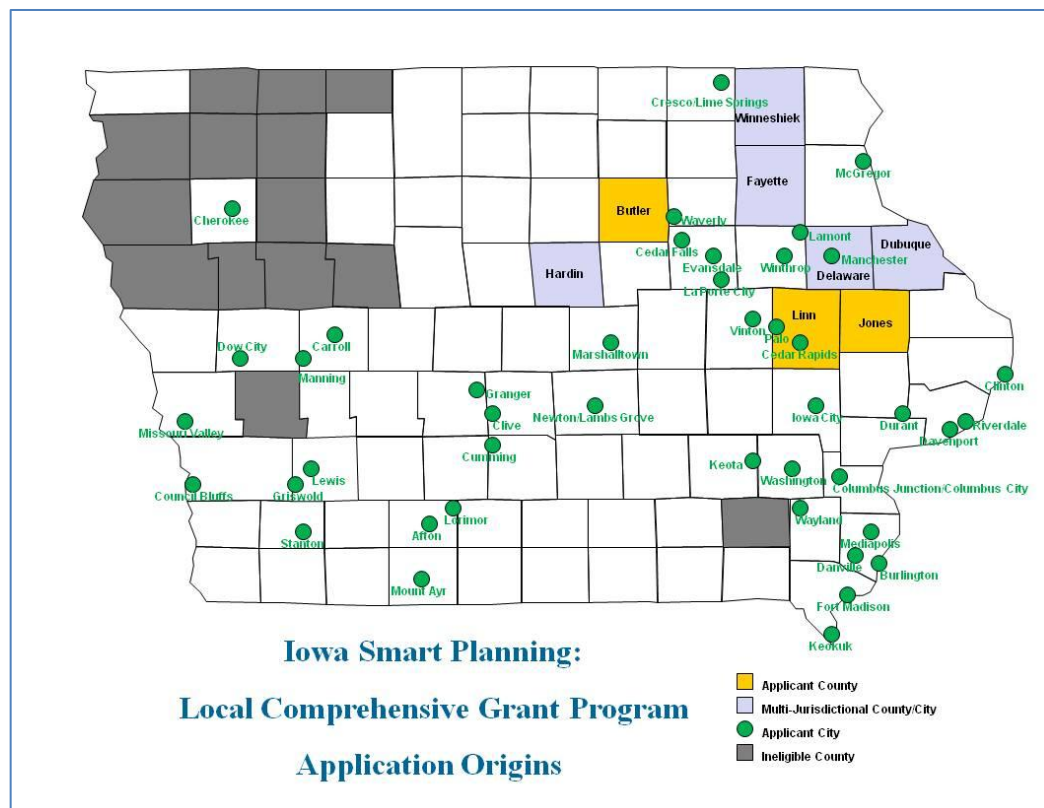 Cresco/Lime Springs
Winneshiek
McGregor
Fayette
Cherokee
Butler
Waverly
Lamont
Cedar Falls
Dubuque
Evansdale
Winthrop
Manchester
Hardin
Delaware
LaPorte City
Linn
Jones
Vinton
Palo
Carroll
Dow City
Marshalltown
Cedar Rapids
Manning
Clinton
Granger
Newton/Lambs Grove
Iowa City
Clive
Durant
Riverdale
Missouri Valley
Davenport
Cumming
Keota
Lewis
Washington
Council Bluffs
Griswold
Columbus Junction/Columbus City
Lorimor
Wayland
Afton
Stanton
Mediapolis
Danville
Burlington
Mount Ayr
Fort Madison
Keokuk
Iowa Smart Planning:
Local Comprehensive Grant Program
Application Origins
Applicant County
Multi-Jurisdictional County/City
Applicant City
Ineligible County